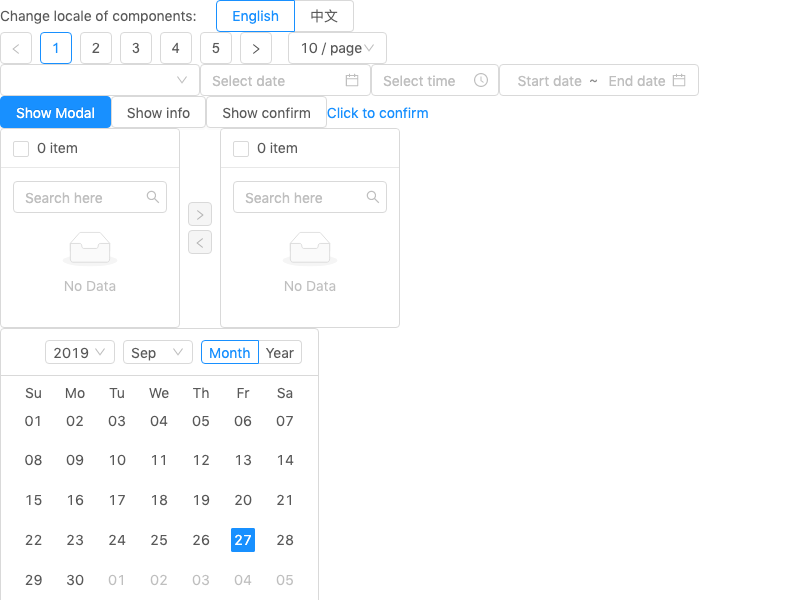 Change locale of components: English 中文
1 2 3 4 5 10 / page
Select date Select time Start date ~ End date
Show Modal Show info Show confirm Click to confirm
0 item 0 item
Search here Search here
No Data No Data
2019 Sep Month Year
Su Mo Tu We Th Fr Sa
01 02 03 04 05 06 07
08 09 10 11 12 13 14
15 16 17 18 19 20 21
22 23 24 25 26 27 28
29 30 01 02 03 04 05